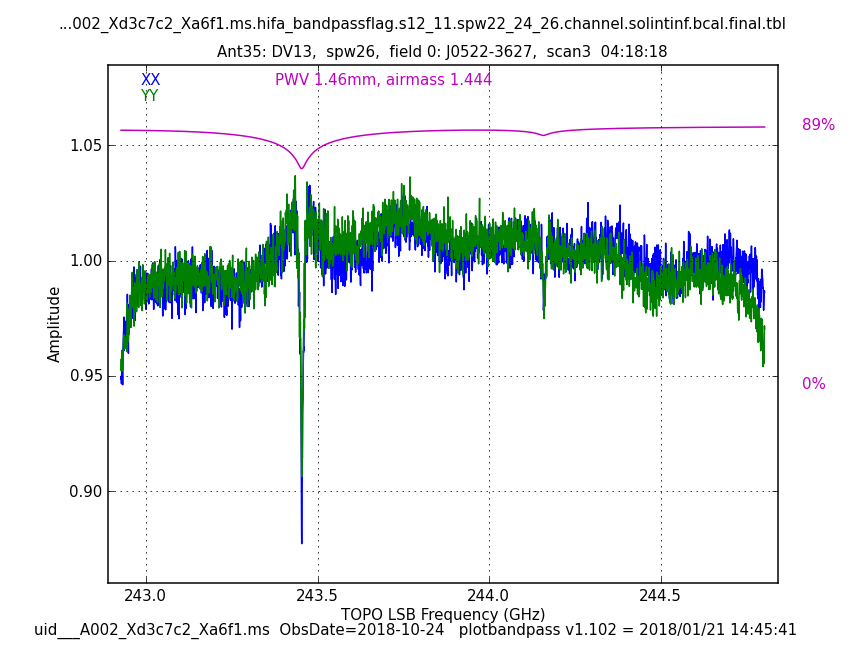 ...002_Xd3c7c2_Xa6f1.ms.hifa_bandpassflag.s12_11.spw22_24_26.channel.solintinf.bcal.final.tbl
Ant35: DV13, spw26, field 0: J0522-3627, scan3 04:18:18
XX
PWV 1.46mm, airmass 1.444
YY
89%
1.05
1.00
Amplitude
0.95
0%
0.90
243.0 243.5 244.0 244.5
TOPO LSB Frequency (GHz)
uid___A002_Xd3c7c2_Xa6f1.ms ObsDate=2018-10-24 plotbandpass v1.102 = 2018/01/21 14:45:41